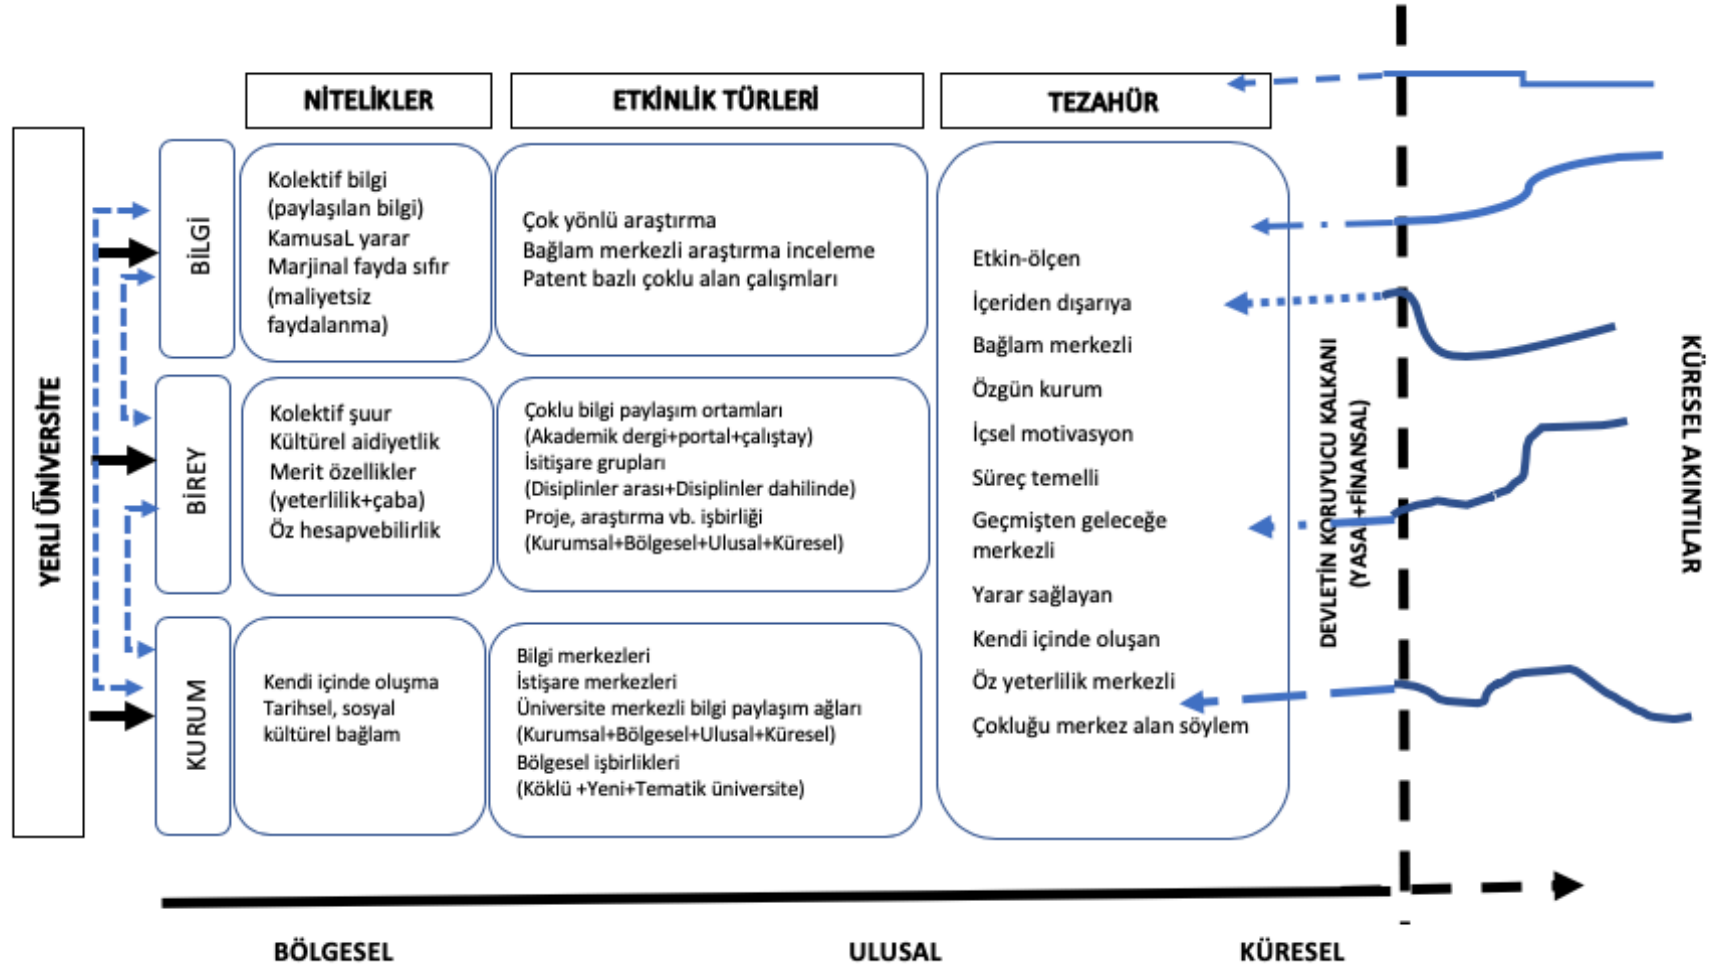 NİTELİKLER
ETKİNLİK TÜRLERİ
TEZAHÜR
YERLİ ÜNİVERSİTE
BİLGİ
Kolektif bilgi
(paylaşılan bilgi)
KamusaL yarar
Marjinal fayda sıfır
(maliyetsiz
faydalanma)
Çok yönlü araştırma
Bağlam merkezli araştırma inceleme
Patent bazlı çoklu alan çalışmları
BİREY
Kolektif şuur
Kültürel aidiyetlik
Merit özellikler
(yeterlilik+çaba)
Öz hesapvebilirlik
Çoklu bilgi paylaşım ortamları
(Akademik dergi+portal+çalıştay)
İsitişare grupları
(Disiplinler arası+Disiplinler dahilinde)
Proje, araştırma vb. işbirliği
(Kurumsal+Bölgesel+Ulusal+Küresel)
KURUM
Kendi içinde oluşma
Tarihsel, sosyal
kültürel bağlam
Bilgi merkezleri
İstişare merkezleri
Üniversite merkezli bilgi paylaşım ağları
(Kurumsal+Bölgesel+Ulusal+Küresel)
Bölgesel işbirlikleri
(Köklü +Yeni+Tematik üniversite)
Etkin-ölçen
İçeriden dışarıya
Bağlam merkezli
Özgün kurum
İçsel motivasyon
Süreç temelli
Geçmişten geleceğe
merkezli
Yarar sağlayan
Kendi içinde oluşan
Öz yeterlilik merkezli
Çokluğu merkez alan söylem
DEVLETİN KORUYUCU KALKANI
(YASAL+FİNANSAL)
KÜRESEL AKINTILAR
BÖLGESEL
ULUSAL
KÜRESEL